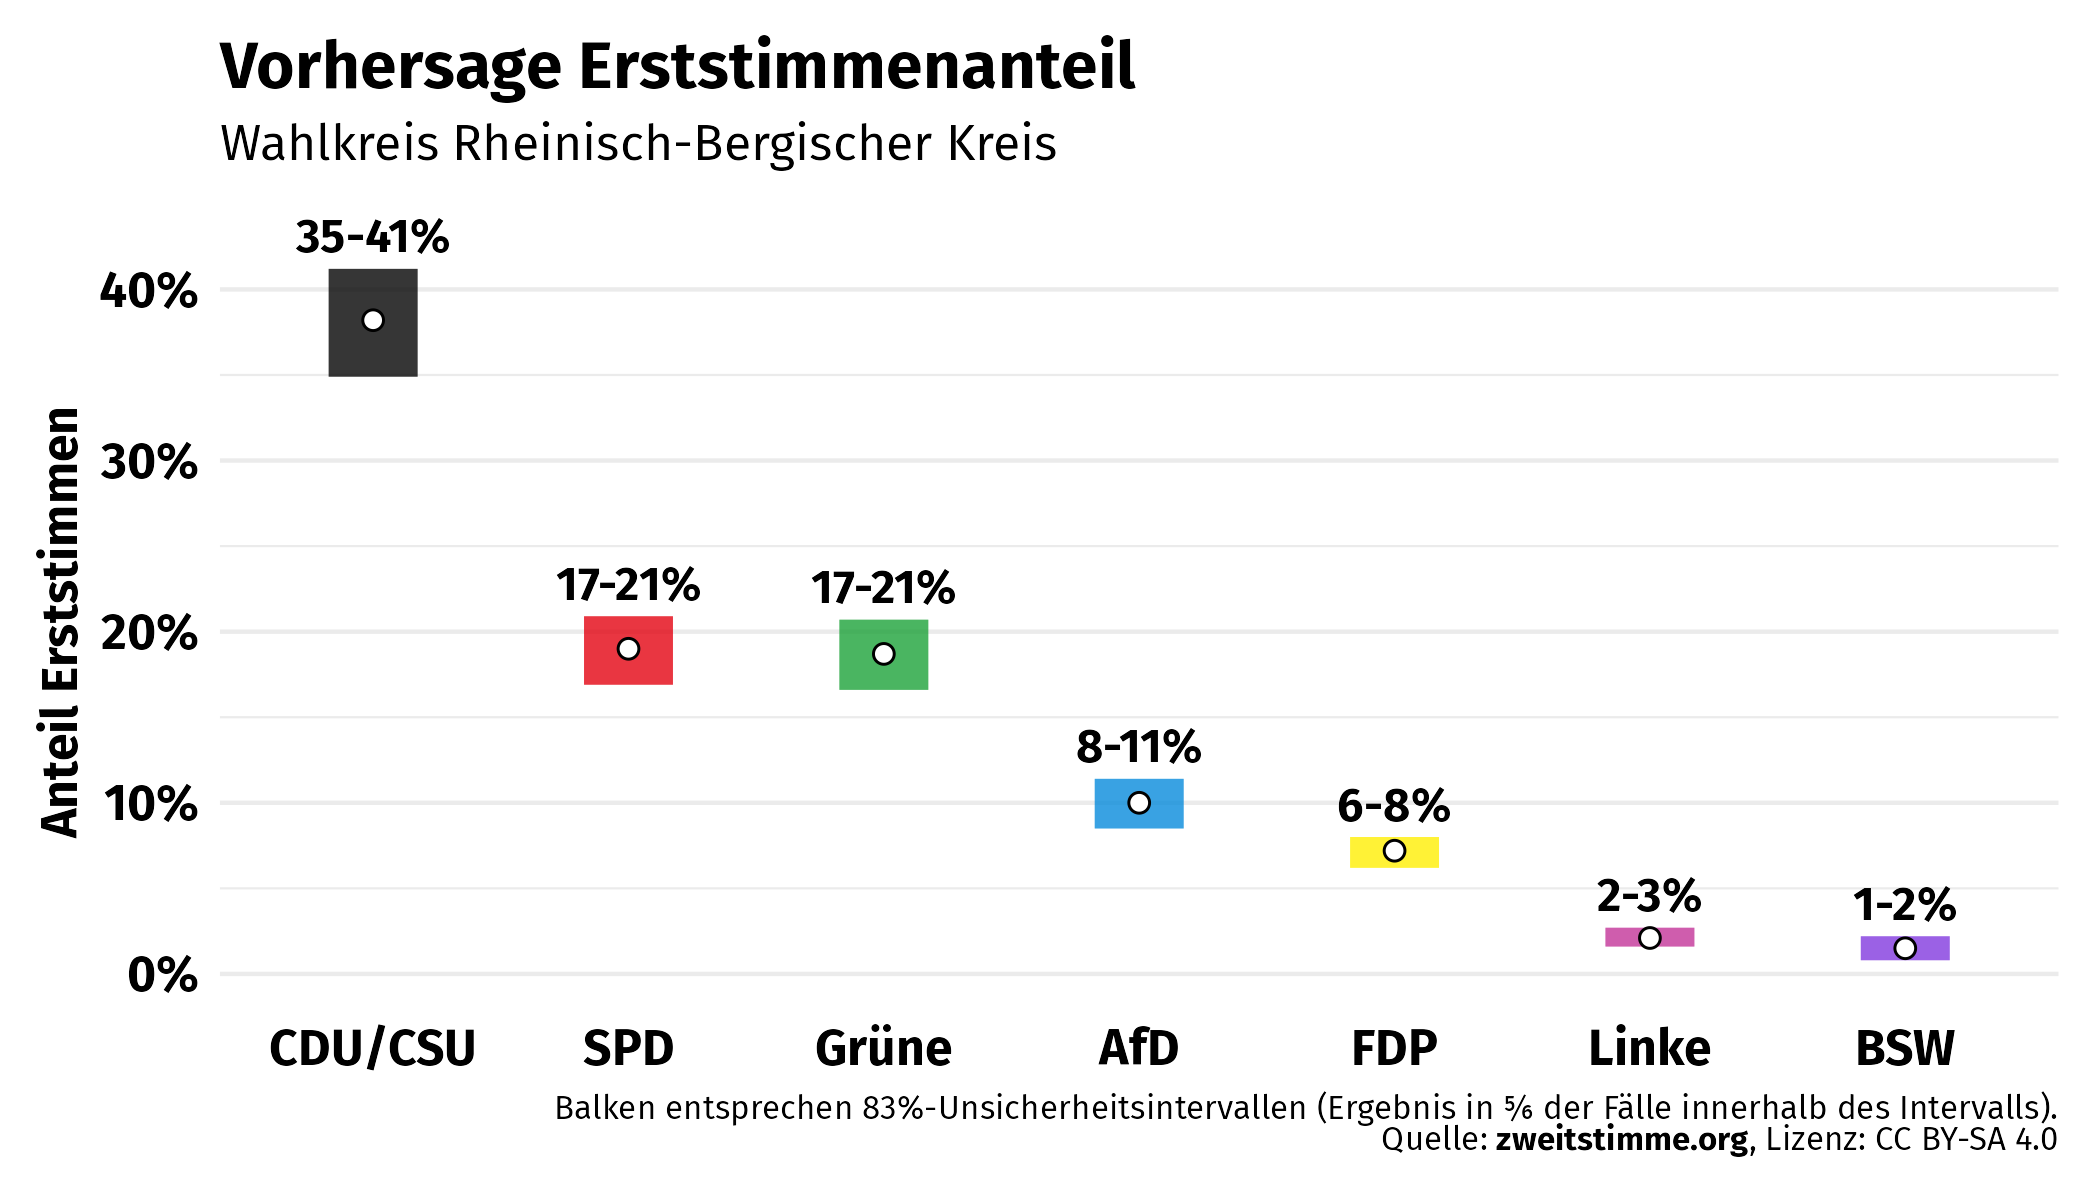 Vorhersage Erststimmenanteil
Wahlkreis Rheinisch-Bergischer Kreis
Anteil Erststimmen
40%
30%
20%
10%
0%
35-41%
17-21%
17-21%
8-11%
6-8%
2-3%
1-2%
CDU/CSU SPD Grüne AfD FDP Linke BSW
Balken entsprechen 83%-Unsicherheitsintervallen (Ergebnis in ⅚ der Fälle innerhalb des Intervalls).
Quelle: zweitstimme.org, Lizenz: CC BY-SA 4.0